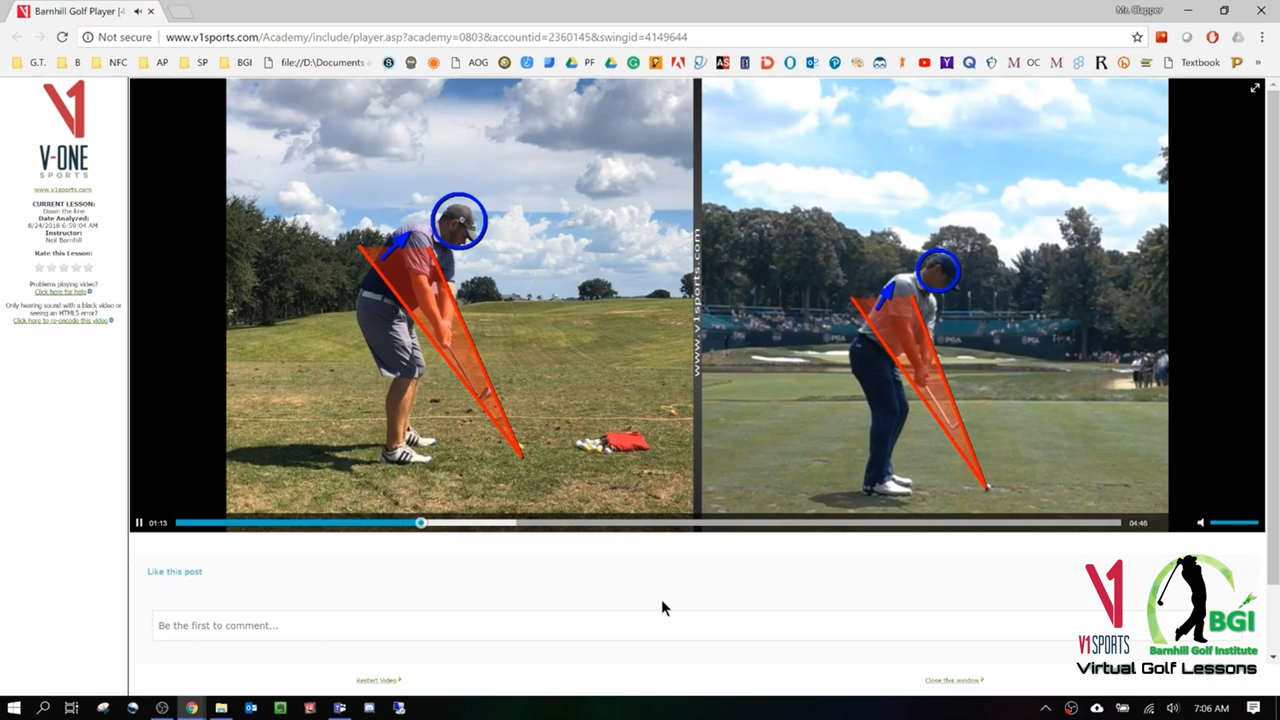 Barnhill Golf Player [4
Mr. Clapper
Not secure
www.v1sports.com/Academy/include/player.asp?academy=0803&accountid=2360145&swingid=4149644
G.T. B NFC AP SP BGI file://D:\Documents AOG PF OC Textbook
V1
V-ONE
SPORTS
www.v1sports.com
CURRENT LESSON:
Down the line
Date Analyzed:
8/24/2018 6:59:04 AM
Instructor:
Neil Barnhill
Rate this Lesson:
Problems playing video?
Click here for help
Only hearing sound with a black video or
seeing an HTML5 error?
Click here to re-encode this video
www.v1sports.com
PGA
PGA
01:13
04:46
Like this post
Be the first to comment...
Restart Video
Close this window
V1
V1SPORTS
BGI
Barnhill Golf Institute
Virtual Golf Lessons
7:06 AM